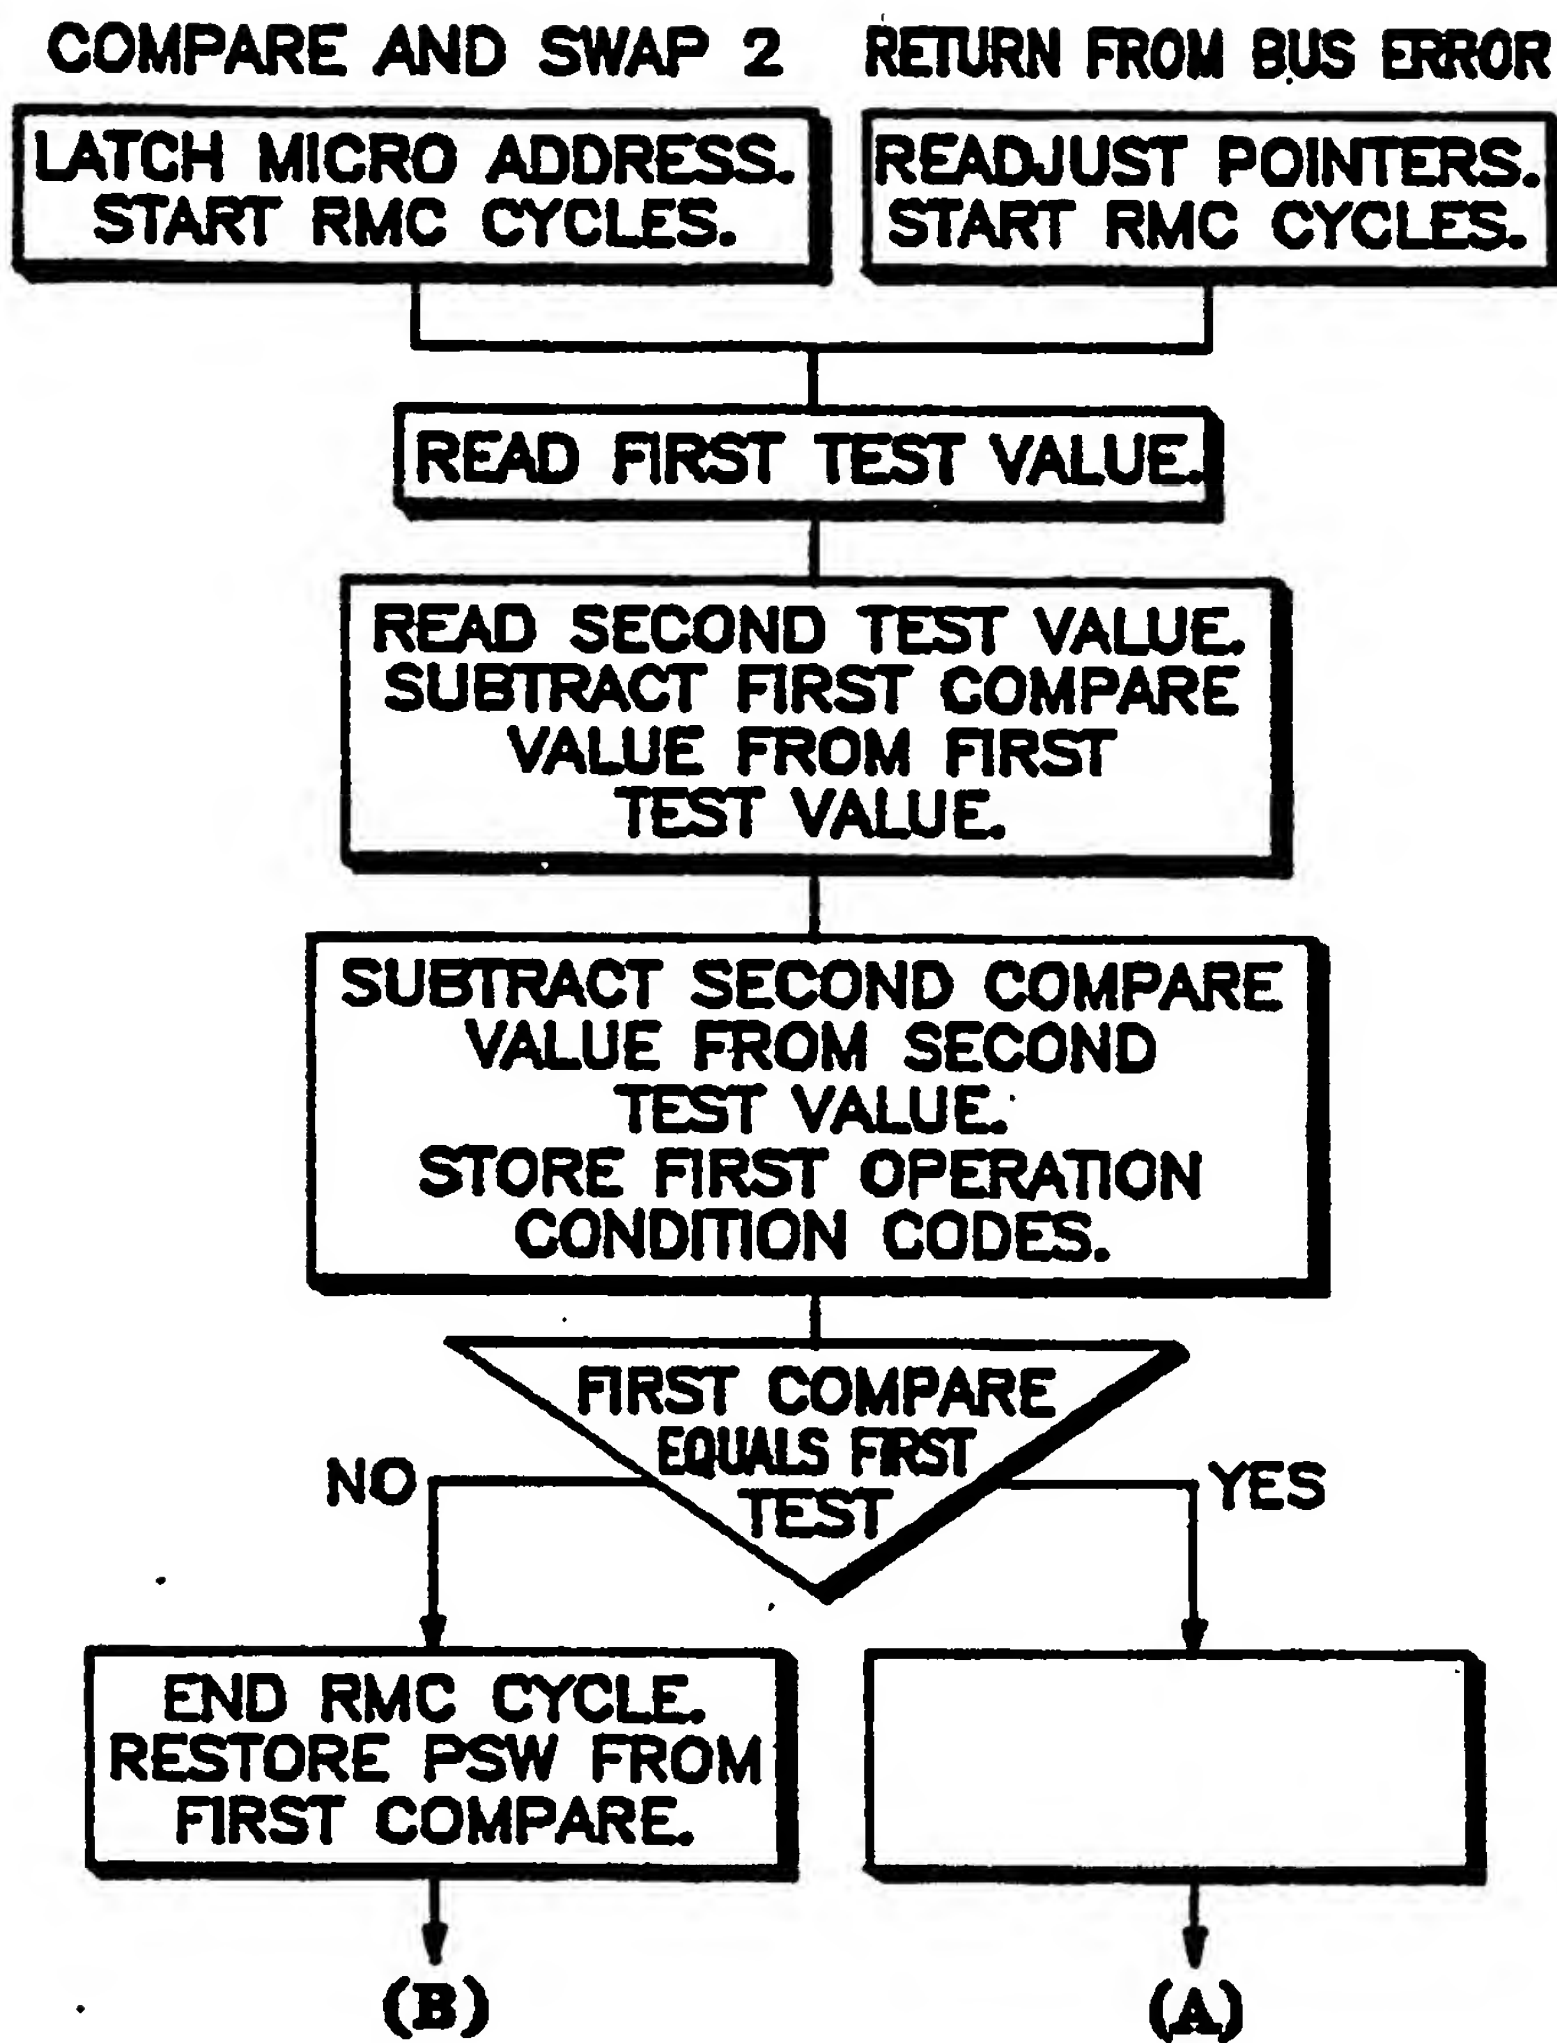 COMPARE AND SWAP 2
RETURN FROM BUS ERROR
LATCH MICRO ADDRESS.
START RMC CYCLES.
READJUST POINTERS.
START RMC CYCLES.
READ FIRST TEST VALUE.
READ SECOND TEST VALUE.
SUBTRACT FIRST COMPARE
VALUE FROM FIRST
TEST VALUE.
SUBTRACT SECOND COMPARE
VALUE FROM SECOND
TEST VALUE.
STORE FIRST OPERATION
CONDITION CODES.
FIRST COMPARE
EQUALS FIRST
TEST
NO
YES
END RMC CYCLE.
RESTORE PSW FROM
FIRST COMPARE.
(B)
(A)